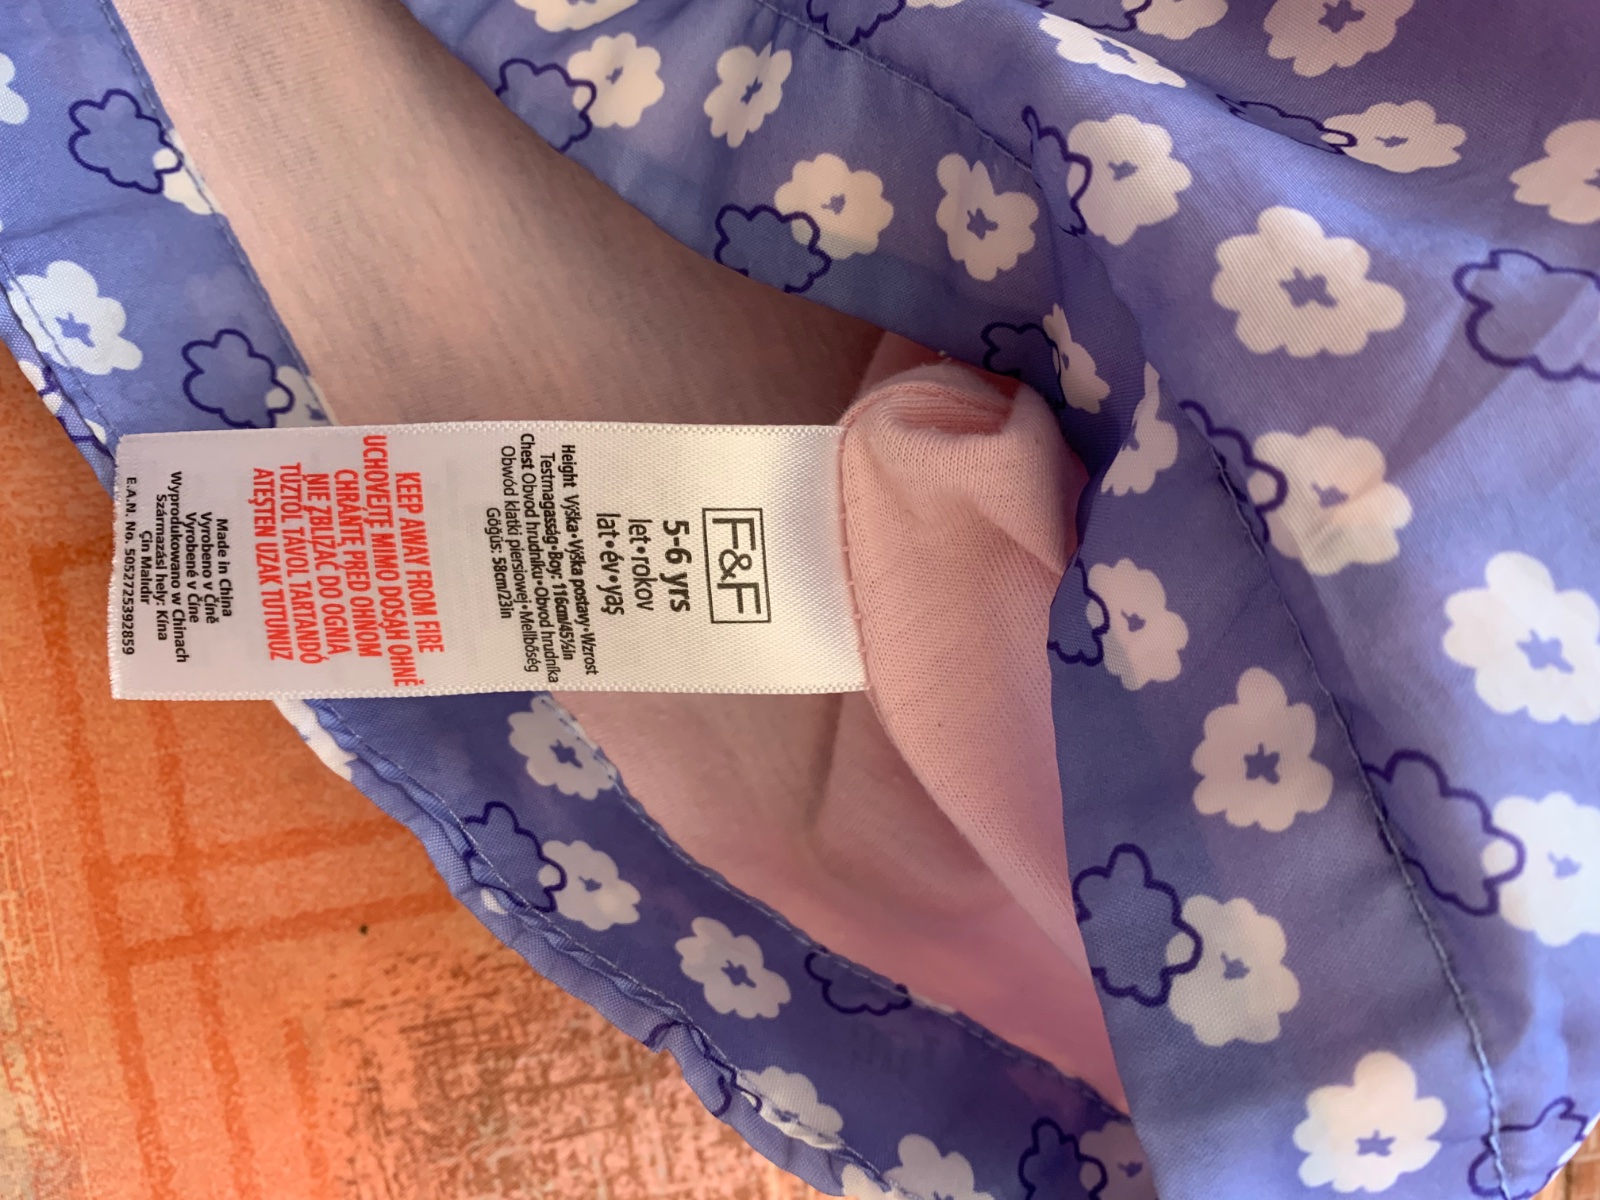 F&F
5-6 yrs
let•rokov
lat•év•yaş
Height Výška•Výška postavy•Wzrost
Testmagasság•Boy: 116cm/45½in
Chest Obvod hrudníku•Obvod hrudníka
Obwód klatki piersiowej•Mellbőség
Göğüs: 58cm/23in
KEEP AWAY FROM FIRE
UCHOVEJTE MIMO DOSAH OHNĚ
CHRÁŇTE PRED OHŇOM
NIE ZBLIŻAĆ DO OGNIA
TŰZTŐL TÁVOL TARTANDÓ
ATEŞTEN UZAK TUTUNUZ
Made in China
Vyrobeno v Číně
Vyrobené v Číne
Wyprodukowano w Chinach
Származási hely: Kína
Çin Malıdır
E.A.N. No. 5052725392859